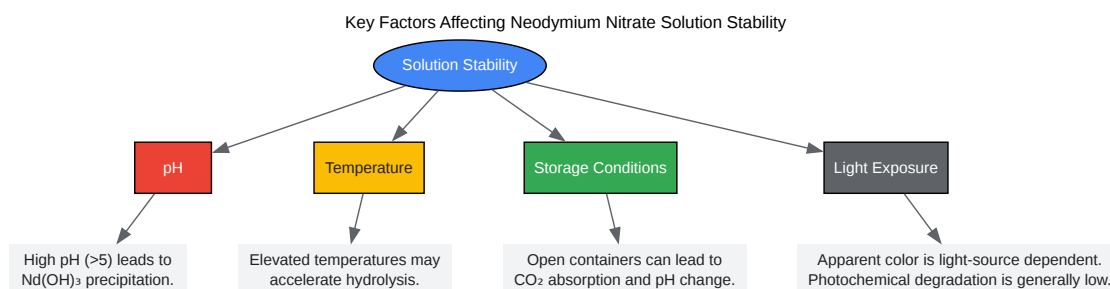 Key Factors Affecting Neodymium Nitrate Solution Stability
Solution Stability
pH
Temperature
Storage Conditions
Light Exposure
High pH (>5) leads to
Nd(OH)₃ precipitation.
Elevated temperatures may
accelerate hydrolysis.
Open containers can lead to
CO₂ absorption and pH change.
Apparent color is light-source dependent.
Photochemical degradation is generally low.